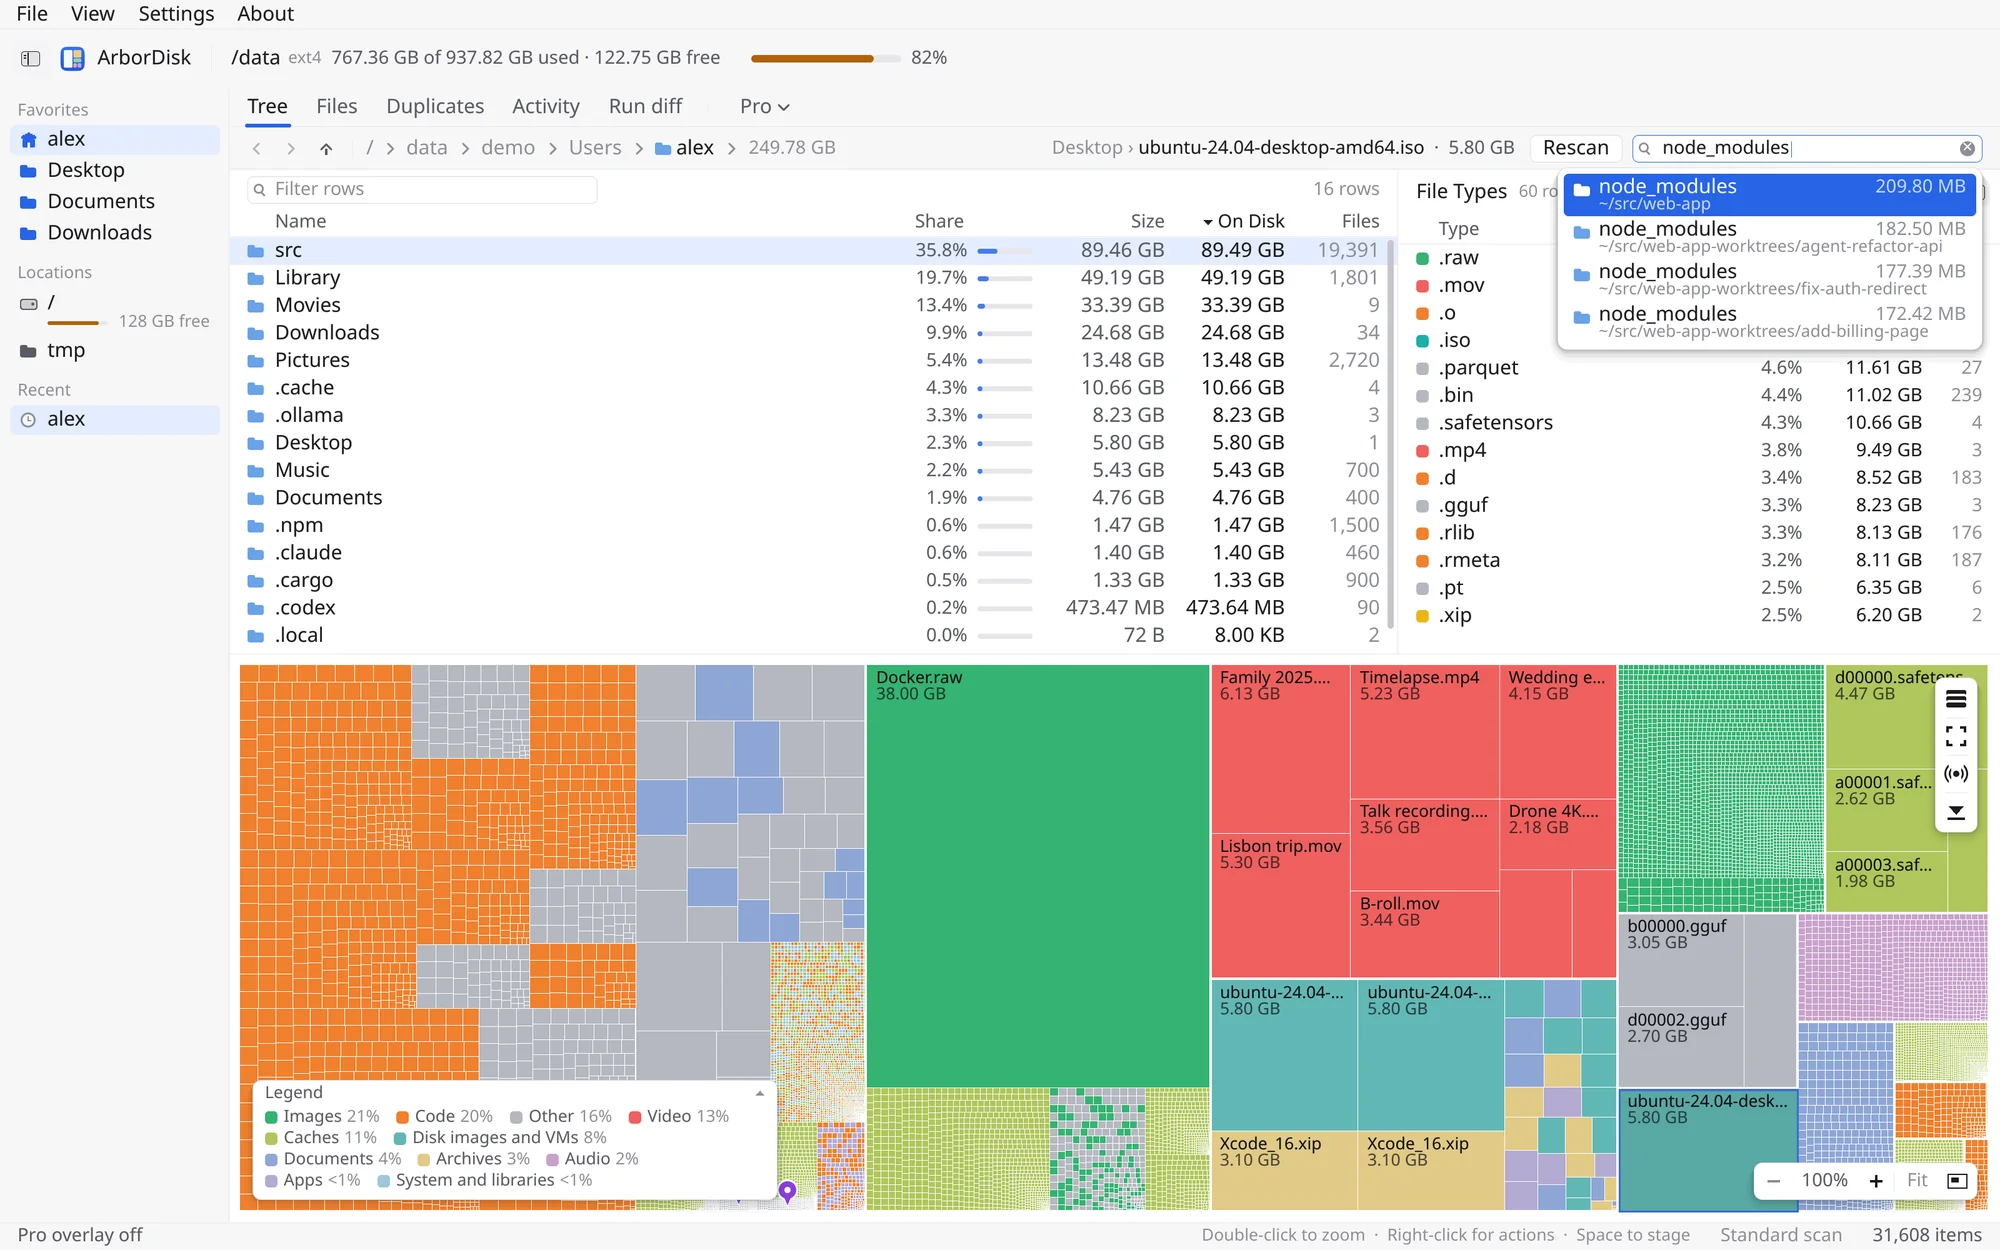 File View Settings About
ArborDisk /data ext4 767.36 GB of 937.82 GB used · 122.75 GB free 82%
Favorites
alex
Desktop
Documents
Downloads
Locations
/
128 GB free
tmp
Recent
alex
Tree Files Duplicates Activity Run diff Pro
/ data demo Users alex 249.78 GB
Desktop › ubuntu-24.04-desktop-amd64.iso · 5.80 GB Rescan node_modules
Filter rows 16 rows
Name Share Size On Disk Files
src 35.8% 89.46 GB 89.49 GB 19,391
Library 19.7% 49.19 GB 49.19 GB 1,801
Movies 13.4% 33.39 GB 33.39 GB 9
Downloads 9.9% 24.68 GB 24.68 GB 34
Pictures 5.4% 13.48 GB 13.48 GB 2,720
.cache 4.3% 10.66 GB 10.66 GB 4
.ollama 3.3% 8.23 GB 8.23 GB 3
Desktop 2.3% 5.80 GB 5.80 GB 1
Music 2.2% 5.43 GB 5.43 GB 700
Documents 1.9% 4.76 GB 4.76 GB 400
.npm 0.6% 1.47 GB 1.47 GB 1,500
.claude 0.6% 1.40 GB 1.40 GB 460
.cargo 0.5% 1.33 GB 1.33 GB 900
.codex 0.2% 473.47 MB 473.64 MB 90
.local 0.0% 72 B 8.00 KB 2
File Types 60 ro
Type
node_modules 209.80 MB
~/src/web-app
node_modules 182.50 MB
~/src/web-app-worktrees/agent-refactor-api
node_modules 177.39 MB
~/src/web-app-worktrees/fix-auth-redirect
node_modules 172.42 MB
~/src/web-app-worktrees/add-billing-page
.raw
.mov
.o
.iso
.parquet 4.6% 11.61 GB 27
.bin 4.4% 11.02 GB 239
.safetensors 4.3% 10.66 GB 4
.mp4 3.8% 9.49 GB 3
.d 3.4% 8.52 GB 183
.gguf 3.3% 8.23 GB 3
.rlib 3.3% 8.13 GB 176
.rmeta 3.2% 8.11 GB 187
.pt 2.5% 6.35 GB 6
.xip 2.5% 6.20 GB 2
Docker.raw
38.00 GB
Family 2025....
6.13 GB
Timelapse.mp4
5.23 GB
Wedding e...
4.15 GB
Talk recording....
3.56 GB
Drone 4K....
2.18 GB
Lisbon trip.mov
5.30 GB
B-roll.mov
3.44 GB
ubuntu-24.04-...
5.80 GB
ubuntu-24.04-...
5.80 GB
Xcode_16.xip
3.10 GB
Xcode_16.xip
3.10 GB
d00000.safetens
4.47 GB
a00001.saf...
2.62 GB
a00003.saf...
1.98 GB
b00000.gguf
3.05 GB
d00002.gguf
2.70 GB
ubuntu-24.04-desk...
5.80 GB
Legend
Images 21% Code 20% Other 16% Video 13%
Caches 11% Disk images and VMs 8%
Documents 4% Archives 3% Audio 2%
Apps <1% System and libraries <1%
− 100% + Fit
Pro overlay off Double-click to zoom · Right-click for actions · Space to stage Standard scan 31,608 items